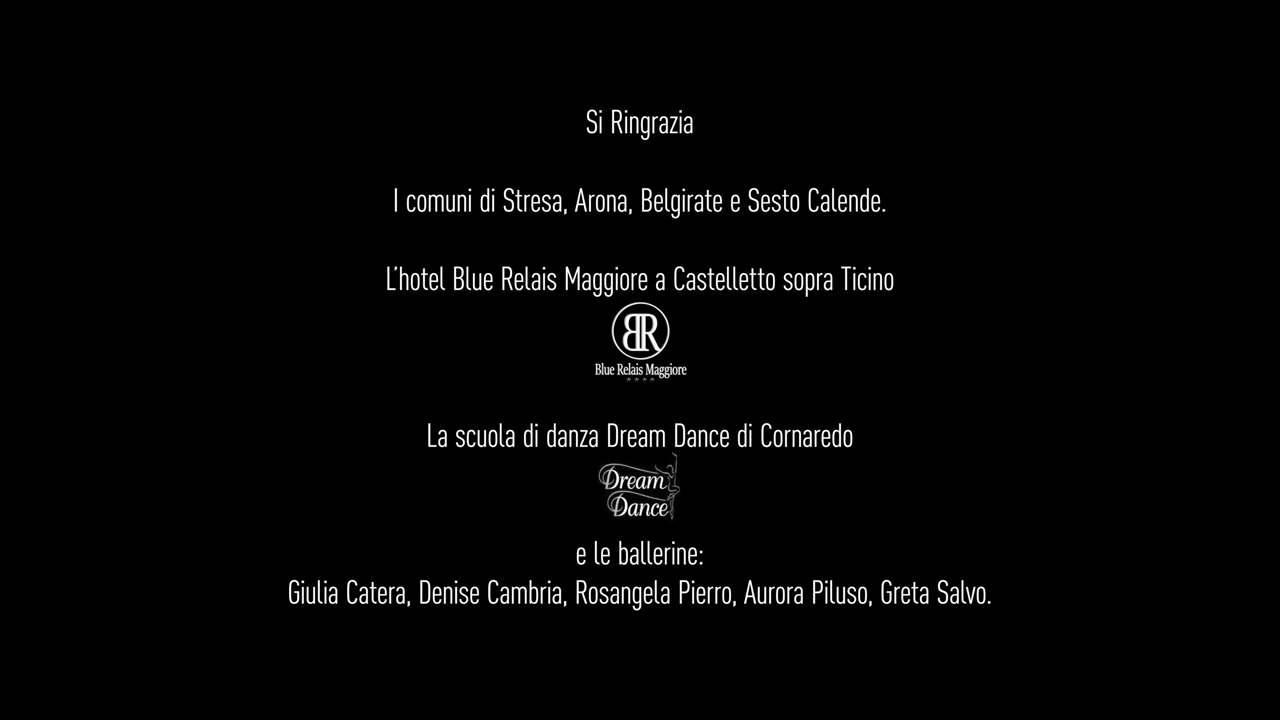 Si Ringrazia
I comuni di Stresa, Arona, Belgirate e Sesto Calende.
L'hotel Blue Relais Maggiore a Castelletto sopra Ticino
BR
Blue Relais Maggiore
La scuola di danza Dream Dance di Cornaredo
Dream
Dance
e le ballerine:
Giulia Catera, Denise Cambria, Rosangela Pierro, Aurora Piluso, Greta Salvo.